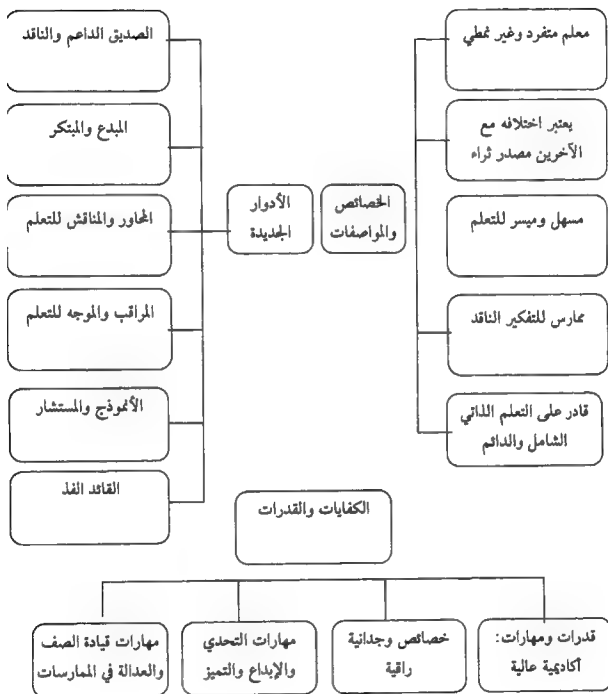 معلم متفرد وغير نمطي
يعتبر اختلافه مع
الآخرين مصدر ثراء
مسهل وميسر للتعلم
ممارس للتفكير الناقد
قادر على التعلم الذاتي
الشامل والدائم
الخصائص
والمواصفات
الأدوار
الجديدة
الصديق الداعم والناقد
المبدع والمبتكر
المحاور والمناقش للتعلم
المراقب والموجه للتعلم
الأنموذج والمستشار
القائد الفذ
الكفايات والقدرات
قدرات ومهارات:
أكاديمية عالية
خصائص وجدانية
راقية
مهارات التحدي
والإبداع والتميز
مهارات قيادة الصف
والعدالة في الممارسات